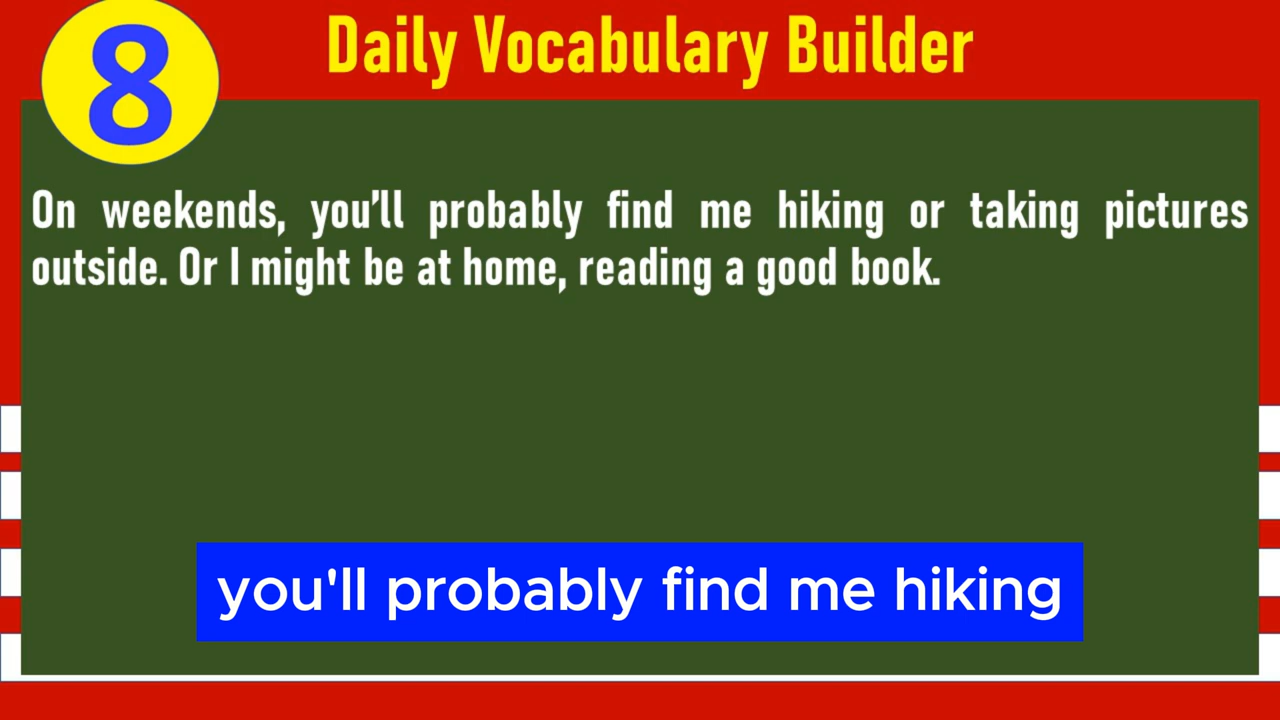 8
Daily Vocabulary Builder
On weekends, you’ll probably find me hiking or taking pictures
outside. Or I might be at home, reading a good book.
you'll probably find me hiking